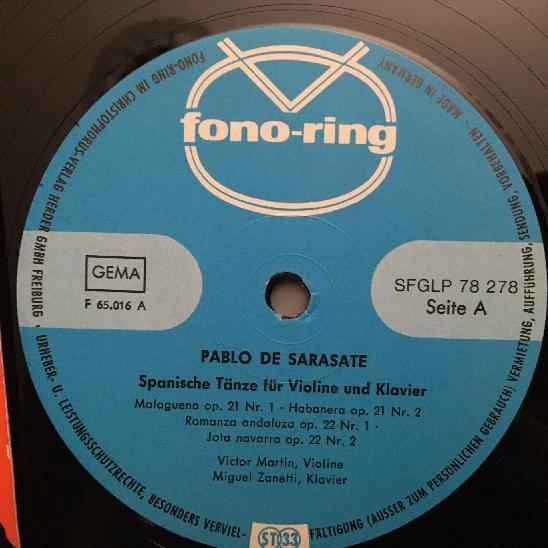 fono-ring
FONO-RING IM CHRISTOPHORUS-VERLAG HERDER GMBH FREIBURG · URHEBER- U. LEISTUNGSSCHUTZRECHTE, BESONDERS VERVIEL-
FÄLTIGUNG (AUSSER ZUM PERSÖNLICHEN GEBRAUCH) VERMIETUNG, AUFFÜHRUNG, SENDUNG, VORBEHALTEN · MADE IN GERMANY
GEMA
F 65.016 A
SFGLP 78 278
Seite A
PABLO DE SARASATE
Spanische Tänze für Violine und Klavier
Malaguena op. 21 Nr. 1 · Habanera op. 21 Nr. 2
Romanza andaluza op. 22 Nr. 1 ·
Jota navarra op. 22 Nr. 2
Victor Martin, Violine
Miguel Zanetti, Klavier
ST 33